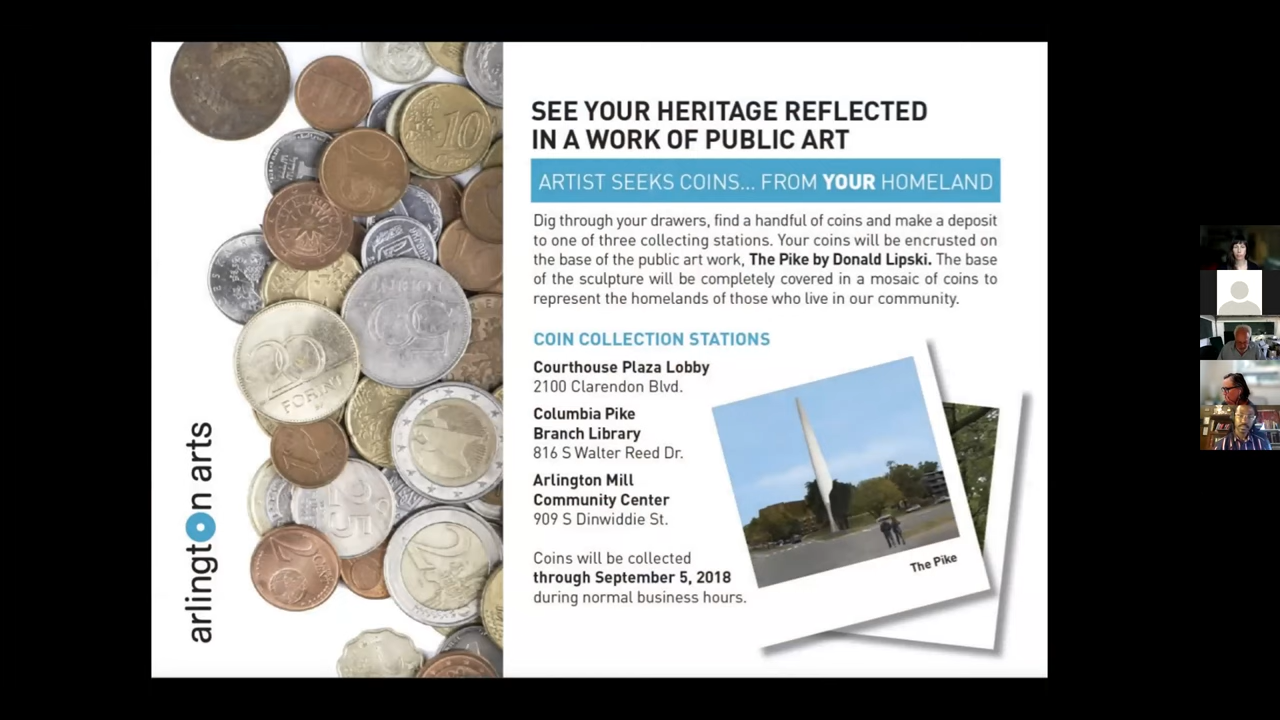 SEE YOUR HERITAGE REFLECTED
IN A WORK OF PUBLIC ART
ARTIST SEEKS COINS... FROM YOUR HOMELAND
Dig through your drawers, find a handful of coins and make a deposit
to one of three collecting stations. Your coins will be encrusted on
the base of the public art work, The Pike by Donald Lipski. The base
of the sculpture will be completely covered in a mosaic of coins to
represent the homelands of those who live in our community.
COIN COLLECTION STATIONS
Courthouse Plaza Lobby
2100 Clarendon Blvd.
Columbia Pike
Branch Library
816 S Walter Reed Dr.
Arlington Mill
Community Center
909 S Dinwiddie St.
Coins will be collected
through September 5, 2018
during normal business hours.
The Pike
arlington arts
10
20
FORINT
25
2
2